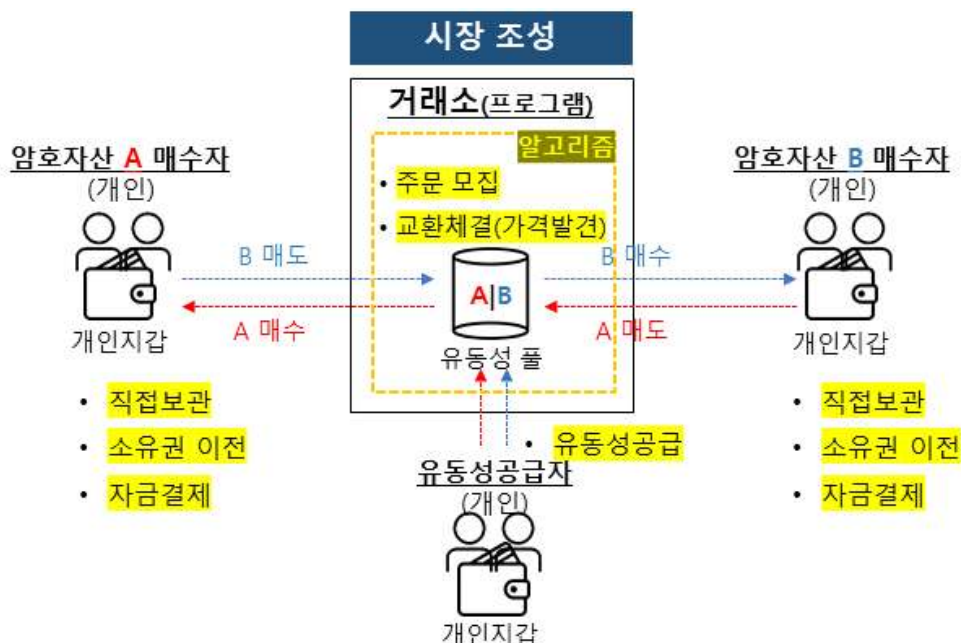 시장 조성
거래소(프로그램)
알고리즘
• 주문 모집
• 교환체결(가격발견)
암호자산 A 매수자
(개인)
B 매도
A 매수
개인지갑
• 직접보관
• 소유권 이전
• 자금결제
A|B
유동성 풀
암호자산 B 매수자
(개인)
B 매수
A 매도
개인지갑
• 직접보관
• 소유권 이전
• 자금결제
• 유동성공급
유동성공급자
(개인)
개인지갑